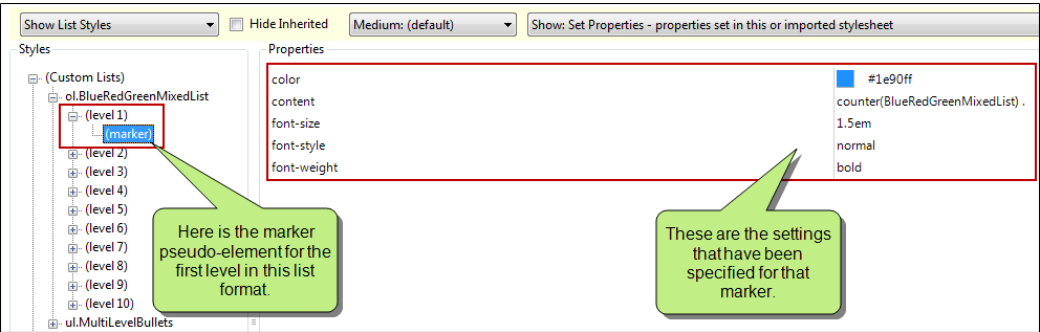 Show List Styles
Hide Inherited
Medium: (default)
Show: Set Properties - properties set in this or imported stylesheet
Styles
Properties
(Custom Lists)
ol.BlueRedGreenMixedList
(level 1)
(marker)
(level 2)
(level 3)
(level 4)
(level 5)
(level 6)
(level 7)
(level 8)
(level 9)
(level 10)
ul.MultiLevelBullets
color #1e90ff
content counter(BlueRedGreenMixedList) .
font-size 1.5em
font-style normal
font-weight bold
Here is the marker
pseudo-element for the
first level in this list
format.
These are the settings
that have been
specified for that
marker.